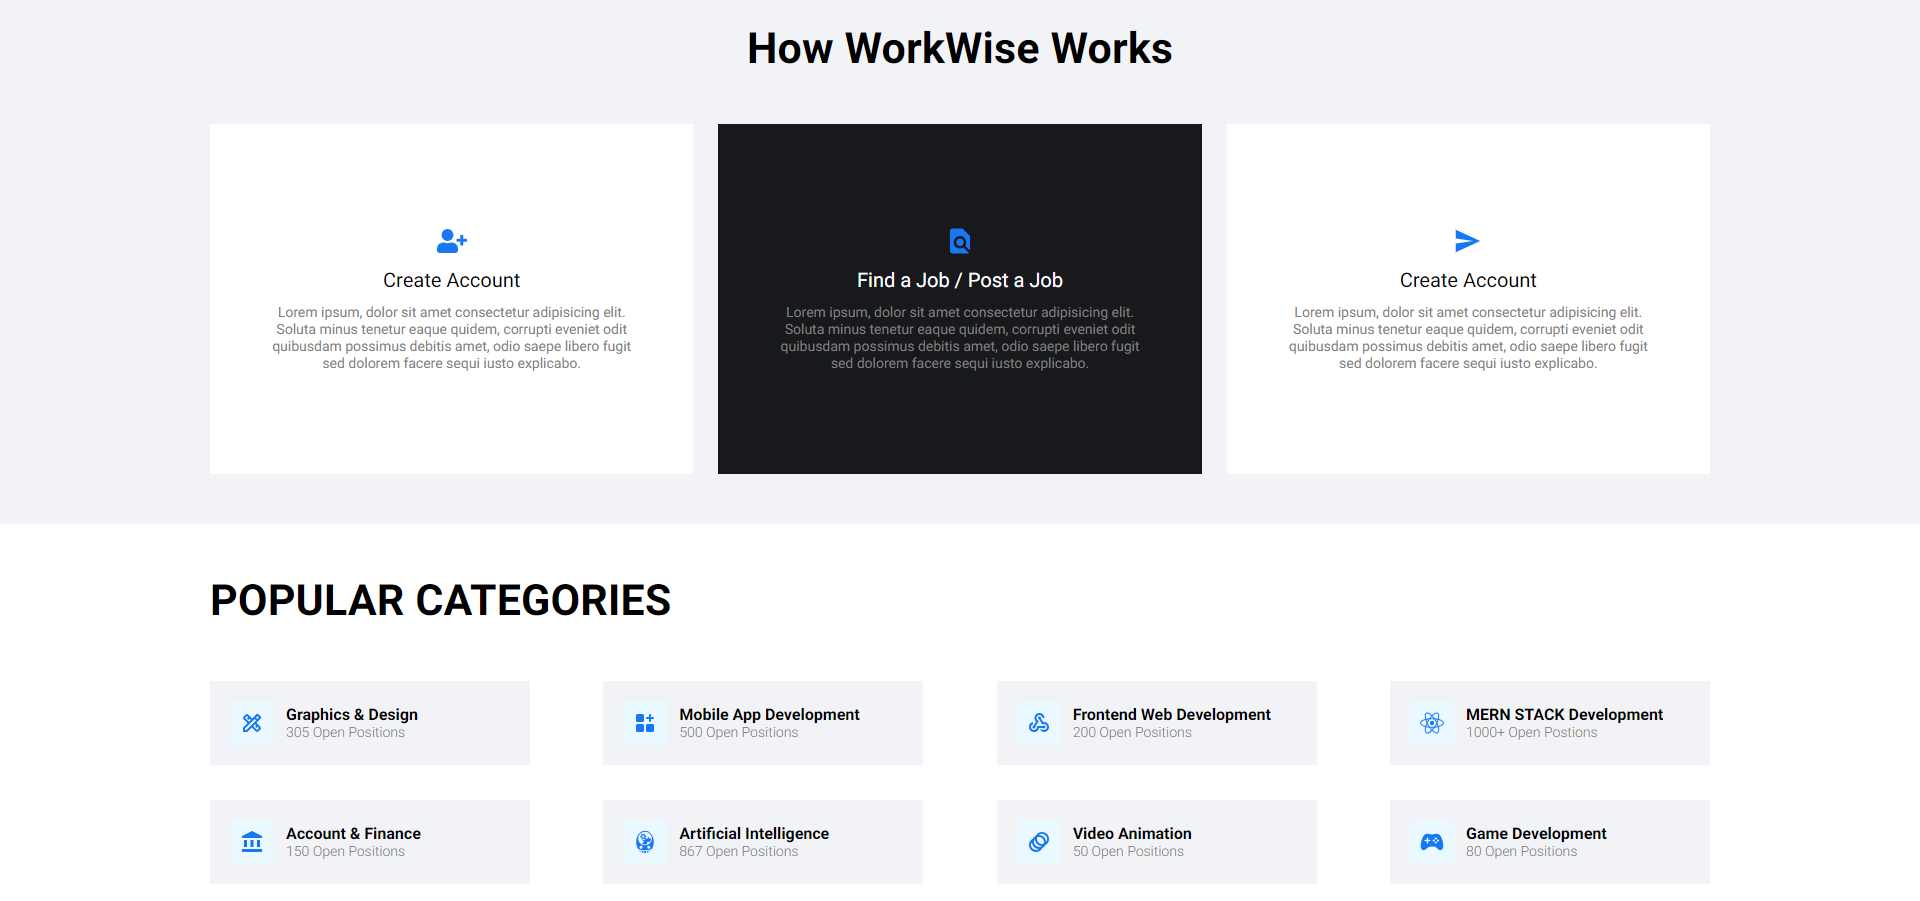 How WorkWise Works
Create Account
Lorem ipsum, dolor sit amet consectetur adipisicing elit.
Soluta minus tenetur eaque quidem, corrupti eveniet odit
quibusdam possimus debitis amet, odio saepe libero fugit
sed dolorem facere sequi iusto explicabo.
Find a Job / Post a Job
Lorem ipsum, dolor sit amet consectetur adipisicing elit.
Soluta minus tenetur eaque quidem, corrupti eveniet odit
quibusdam possimus debitis amet, odio saepe libero fugit
sed dolorem facere sequi iusto explicabo.
Create Account
Lorem ipsum, dolor sit amet consectetur adipisicing elit.
Soluta minus tenetur eaque quidem, corrupti eveniet odit
quibusdam possimus debitis amet, odio saepe libero fugit
sed dolorem facere sequi iusto explicabo.
POPULAR CATEGORIES
Graphics & Design
305 Open Positions
Mobile App Development
500 Open Positions
Frontend Web Development
200 Open Positions
MERN STACK Development
1000+ Open Postions
Account & Finance
150 Open Positions
Artificial Intelligence
867 Open Positions
Video Animation
50 Open Positions
Game Development
80 Open Positions